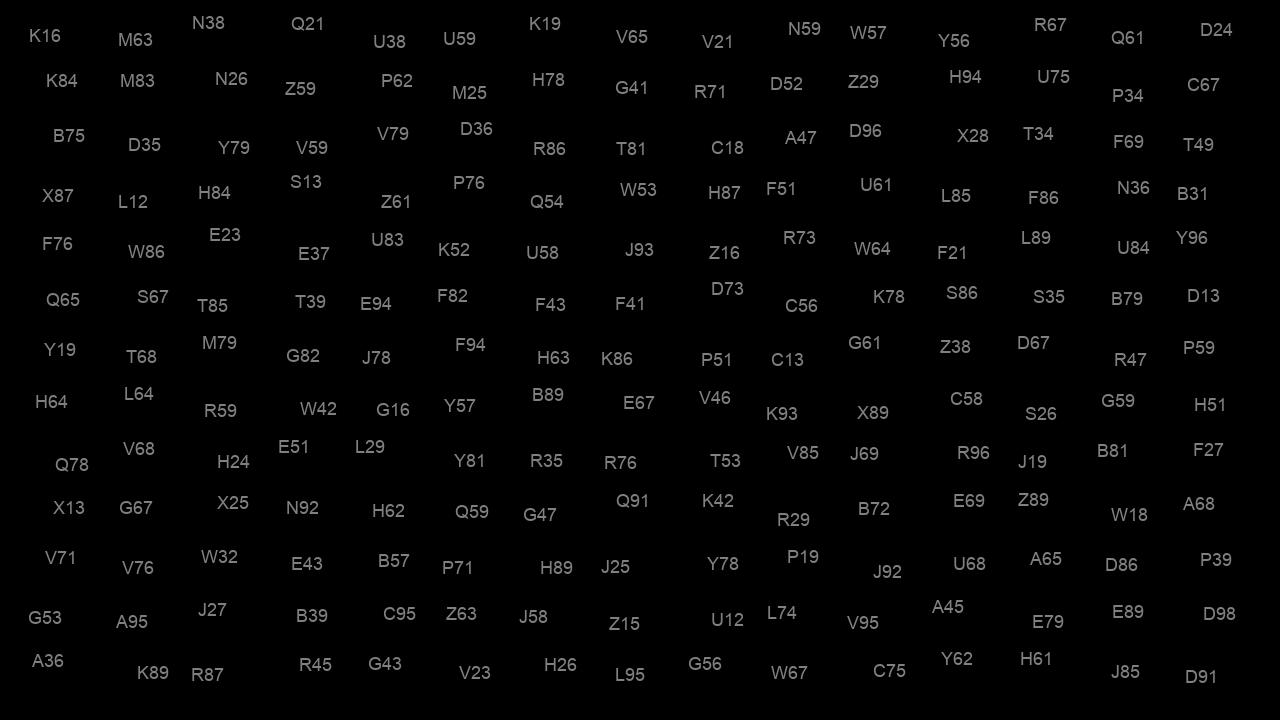 K16 M63 N38 Q21 U38 U59 K19 V65 V21 N59 W57 Y56 R67 Q61 D24
K84 M83 N26 Z59 P62 M25 H78 G41 R71 D52 Z29 H94 U75 P34 C67
B75 D35 Y79 V59 V79 D36 R86 T81 C18 A47 D96 X28 T34 F69 T49
X87 L12 H84 S13 Z61 P76 Q54 W53 H87 F51 U61 L85 F86 N36 B31
F76 W86 E23 E37 U83 K52 U58 J93 Z16 R73 W64 F21 L89 U84 Y96
Q65 S67 T85 T39 E94 F82 F43 F41 D73 C56 K78 S86 S35 B79 D13
Y19 T68 M79 G82 J78 F94 H63 K86 P51 C13 G61 Z38 D67 R47 P59
H64 L64 R59 W42 G16 Y57 B89 E67 V46 K93 X89 C58 S26 G59 H51
Q78 V68 H24 E51 L29 Y81 R35 R76 T53 V85 J69 R96 J19 B81 F27
X13 G67 X25 N92 H62 Q59 G47 Q91 K42 R29 B72 E69 Z89 W18 A68
V71 V76 W32 E43 B57 P71 H89 J25 Y78 P19 J92 U68 A65 D86 P39
G53 A95 J27 B39 C95 Z63 J58 Z15 U12 L74 V95 A45 E79 E89 D98
A36 K89 R87 R45 G43 V23 H26 L95 G56 W67 C75 Y62 H61 J85 D91